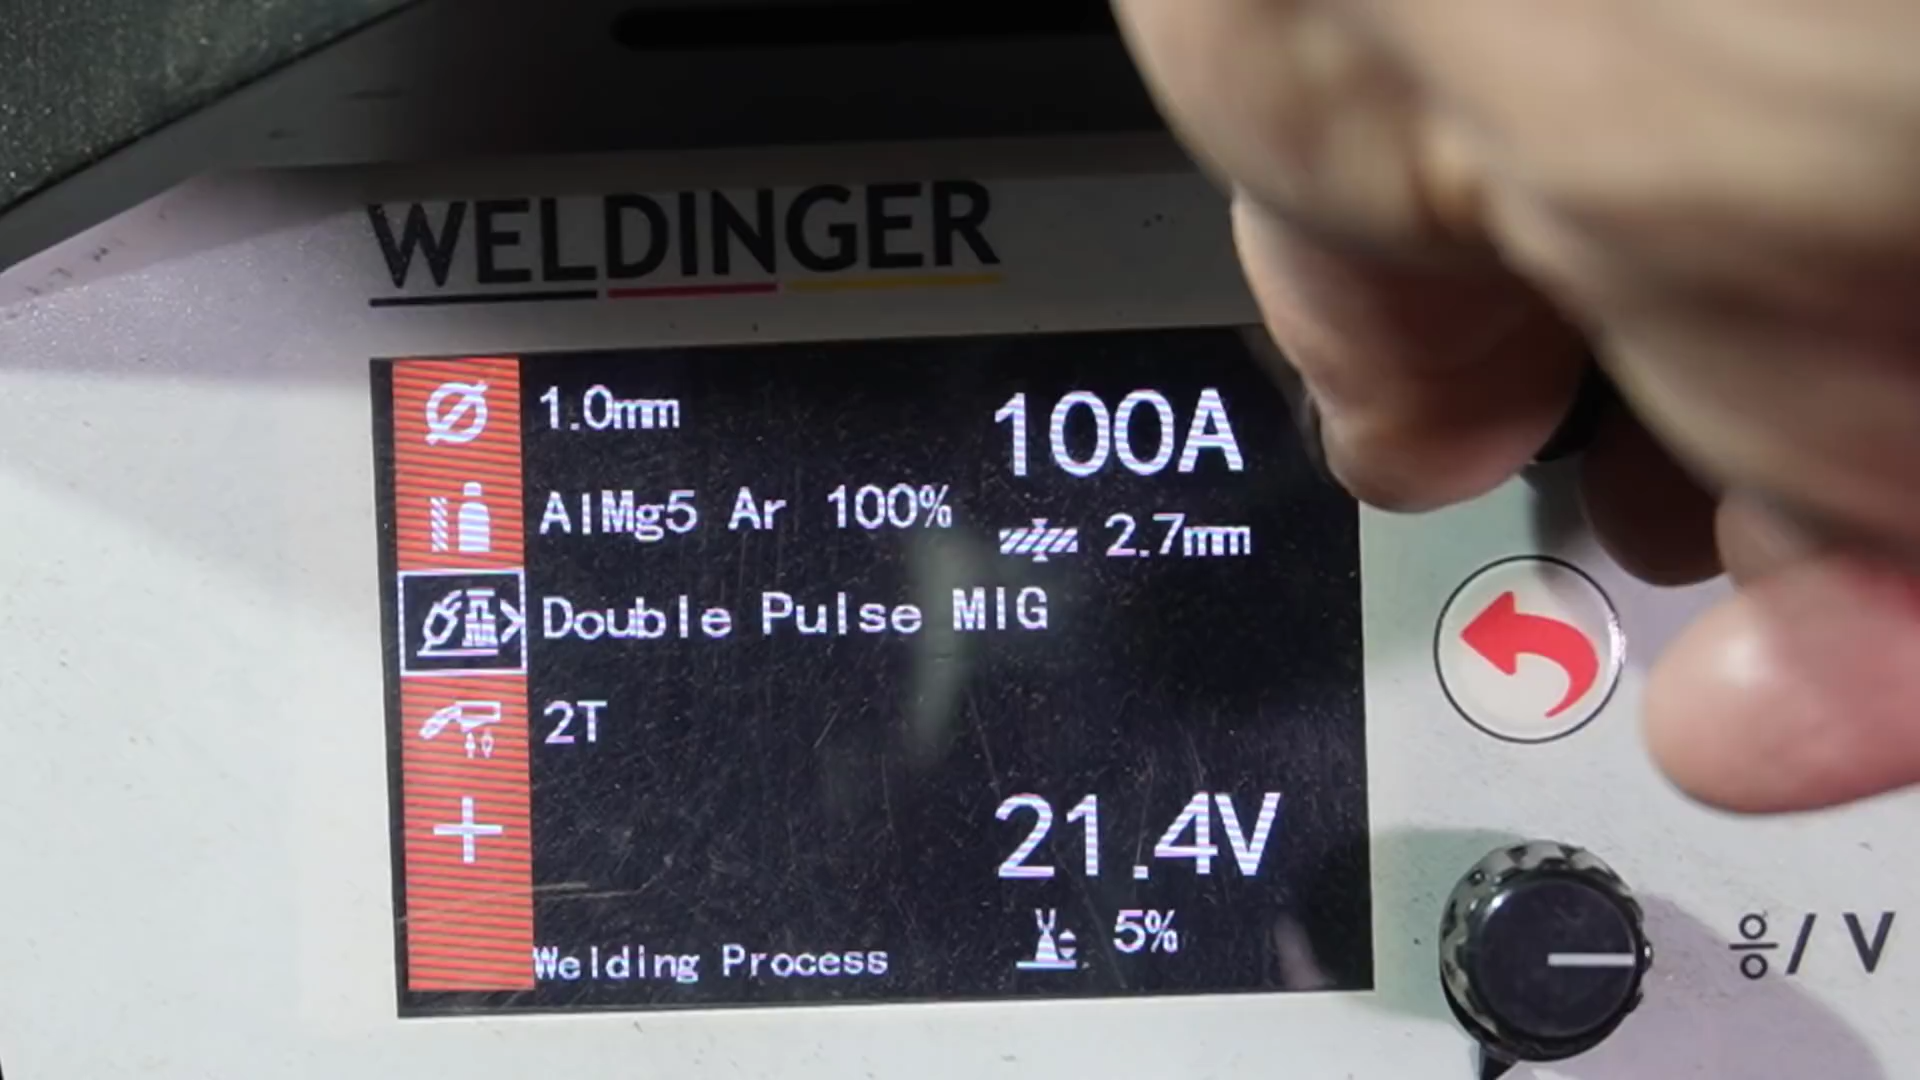 WELDINGER
1.0mm
100A
AlMg5 Ar 100%
2.7mm
Double Pulse MIG
2T
21.4V
5%
Welding Process
%/ V